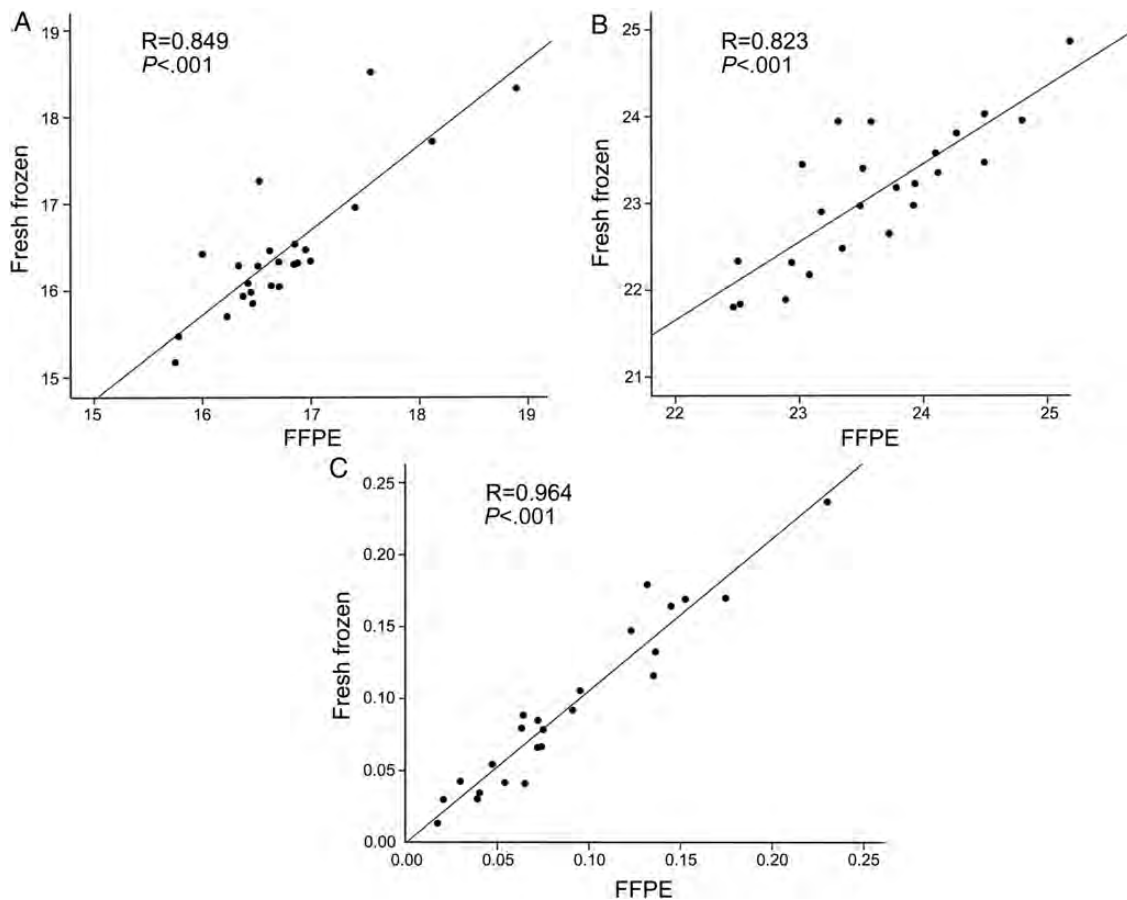 A
R=0.849
P<.001
19
18
17
16
15
Fresh frozen
15
16
17
18
19
FFPE
B
R=0.823
P<.001
25
24
23
22
21
Fresh frozen
22
23
24
25
FFPE
C
R=0.964
P<.001
0.25
0.20
0.15
0.10
0.05
0.00
Fresh frozen
0.00
0.05
0.10
0.15
0.20
0.25
FFPE